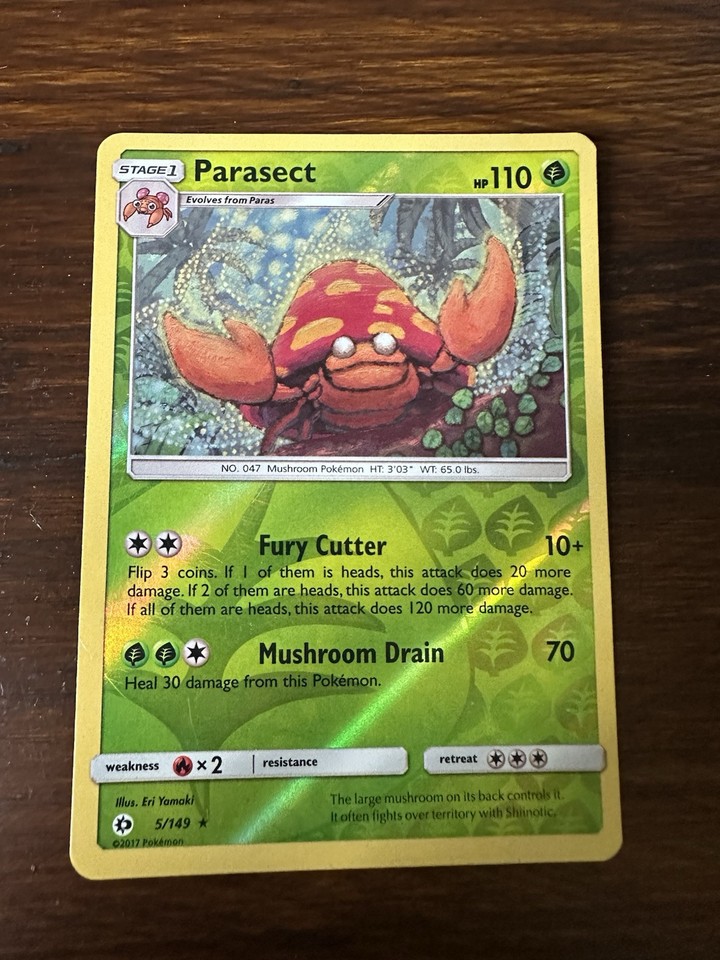 STAGE 1 Parasect HP 110
Evolves from Paras
NO. 047 Mushroom Pokémon HT: 3'03" WT: 65.0 lbs.
Fury Cutter 10+
Flip 3 coins. If 1 of them is heads, this attack does 20 more
damage. If 2 of them are heads, this attack does 60 more damage.
If all of them are heads, this attack does 120 more damage.
Mushroom Drain 70
Heal 30 damage from this Pokémon.
weakness ×2 resistance retreat
Illus. Eri Yamaki
5/149 ★
©2017 Pokémon
The large mushroom on its back controls it.
It often fights over territory with Shiinotic.